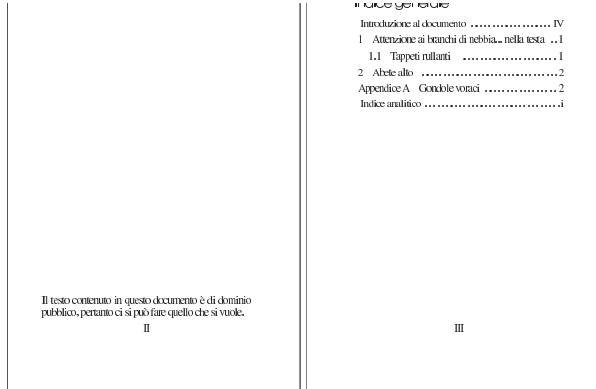 Il testo contenuto in questo documento è di dominio
pubblico, pertanto ci si può fare quello che si vuole.
II
Indice generale
Introduzione al documento ..................... IV
1 Attenzione ai branchi di nebbia... nella testa ..1
1.1 Tappeti rullanti ..........................1
2 Abete alto ....................................2
Appendice A Gondole voraci ....................2
Indice analitico ...................................i
III